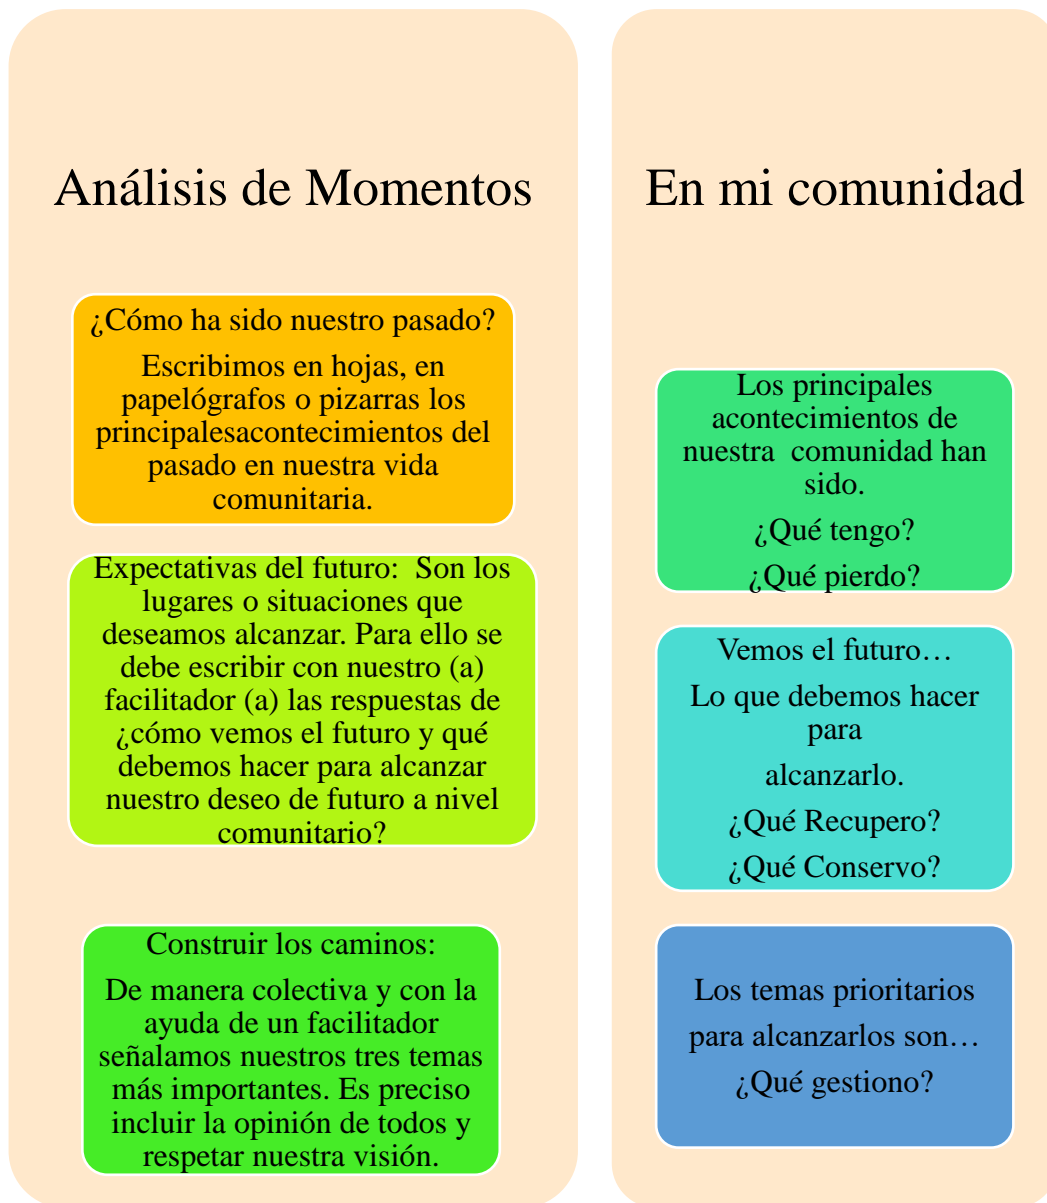 Análisis de Momentos
¿Cómo ha sido nuestro pasado?
Escribimos en hojas, en
papelógrafos o pizarras los
principalesacontecimientos del
pasado en nuestra vida
comunitaria.
Expectativas del futuro:  Son los
lugares o situaciones que
deseamos alcanzar. Para ello se
debe escribir con nuestro (a)
facilitador (a) las respuestas de
¿cómo vemos el futuro y qué
debemos hacer para alcanzar
nuestro deseo de futuro a nivel
comunitario?
Construir los caminos:
De manera colectiva y con la
ayuda de un facilitador
señalamos nuestros tres temas
más importantes. Es preciso
incluir la opinión de todos y
respetar nuestra visión.
En mi comunidad
Los principales
acontecimientos de
nuestra  comunidad han
sido.
¿Qué tengo?
¿Qué pierdo?
Vemos el futuro…
Lo que debemos hacer
para
alcanzarlo.
¿Qué Recupero?
¿Qué Conservo?
Los temas prioritarios
para alcanzarlos son…
¿Qué gestiono?